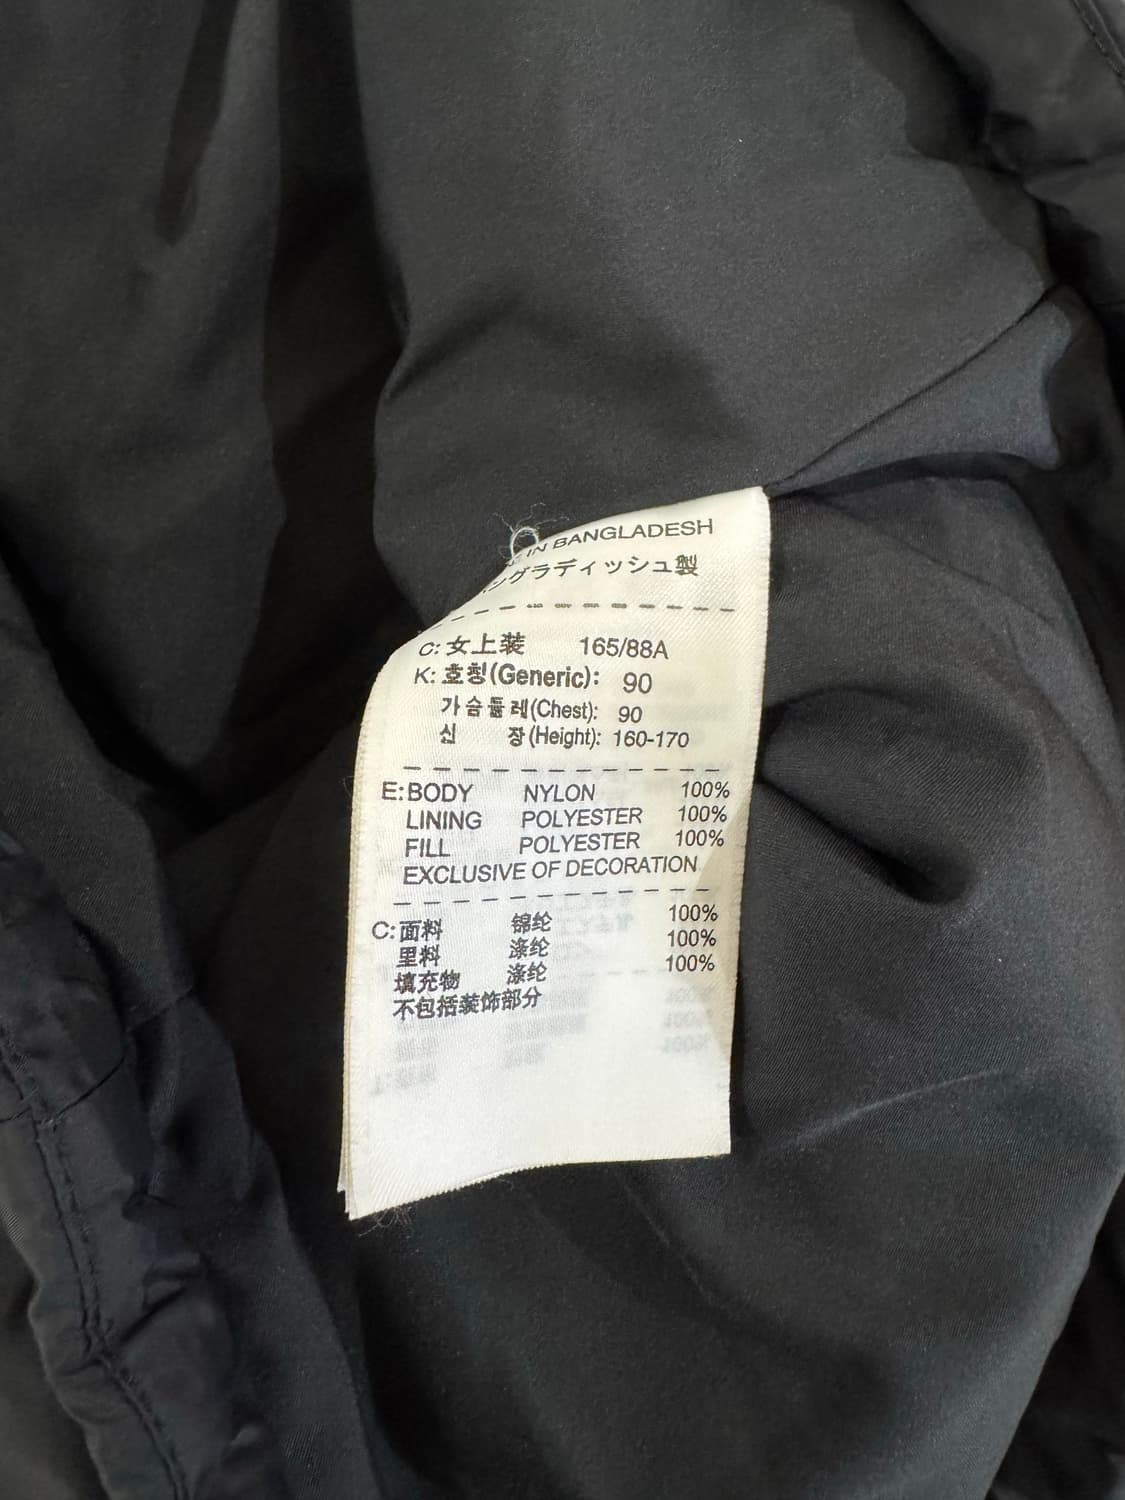 IN BANGLADESH
ングラディッシュ製
C: 女上装 165/88A
K: 호칭(Generic): 90
가슴둘레(Chest): 90
신 장(Height): 160-170
E: BODY NYLON 100%
LINING POLYESTER 100%
FILL POLYESTER 100%
EXCLUSIVE OF DECORATION
C: 面料 锦纶 100%
里料 涤纶 100%
填充物 涤纶 100%
不包括装饰部分